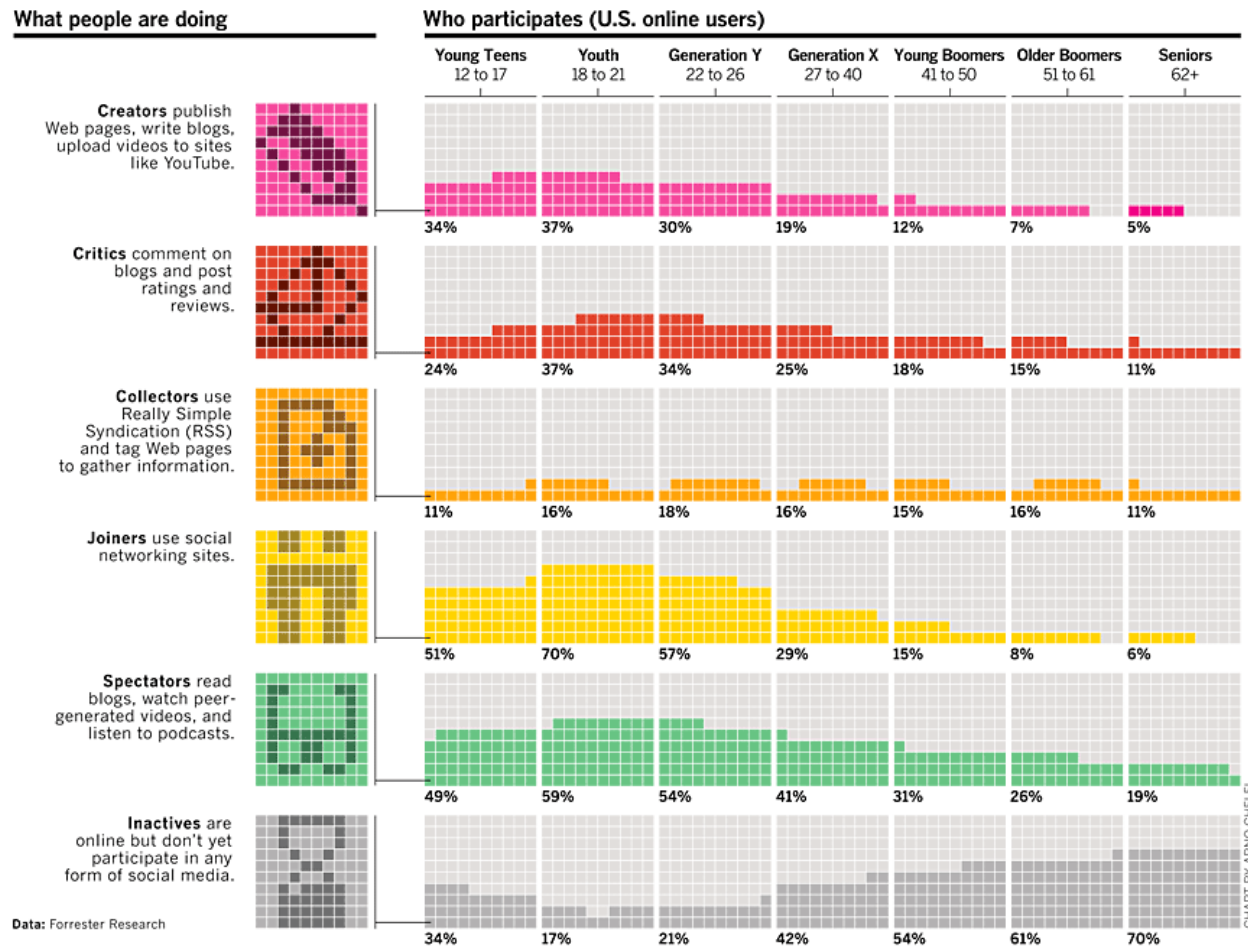 What people are doing
Who participates (U.S. online users)
Young Teens
12 to 17
Youth
18 to 21
Generation Y
22 to 26
Generation X
27 to 40
Young Boomers
41 to 50
Older Boomers
51 to 61
Seniors
62+
Creators publish
Web pages, write blogs,
upload videos to sites
like YouTube.
34% 37% 30% 19% 12% 7% 5%
Critics comment on
blogs and post
ratings and
reviews.
24% 37% 34% 25% 18% 15% 11%
Collectors use
Really Simple
Syndication (RSS)
and tag Web pages
to gather information.
11% 16% 18% 16% 15% 16% 11%
Joiners use social
networking sites.
51% 70% 57% 29% 15% 8% 6%
Spectators read
blogs, watch peer-
generated videos, and
listen to podcasts.
49% 59% 54% 41% 31% 26% 19%
Inactives are
online but don't yet
participate in any
form of social media.
34% 17% 21% 42% 54% 61% 70%
Data: Forrester Research
CHART BY ARNO